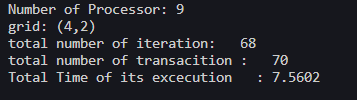 Number of Processor: 9
grid: (4,2)
total number of iteration:   68
total number of transacition :   70
Total Time of its excecution   : 7.5602